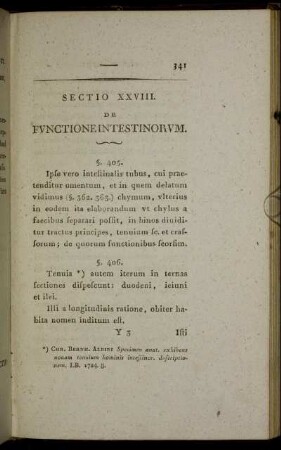 341
SECTIO XXVIII.
DE
FVNCTIONE INTESTINORVM.
§. 405.
Ipſe vero inteſtinalis tubus, cui prae-
tenditur omentum, et in quem delatum
vidimus (§. 362. 363.) chymum, vlterius
in eodem ita elaborandum vt chylus a
faecibus ſeparari poſſit, in binos diuidi-
tur tractus principes, tenuium ſc. et craſ-
ſorum; de quorum functionibus ſeorſim.
§. 406.
Tenuia *) autem iterum in ternas
ſectiones diſpeſcunt: duodeni, ieiuni
et ilei.
Illi a longitudinis ratione, obiter ha-
bita nomen inditum eſt.
Y 3
Iſti
*) CHR. BERNH. ALBINI Specimen anat. exhibens
nouam tenuium hominis inteſtinor. deſcriptio-
nem. LB. 1724. 8.